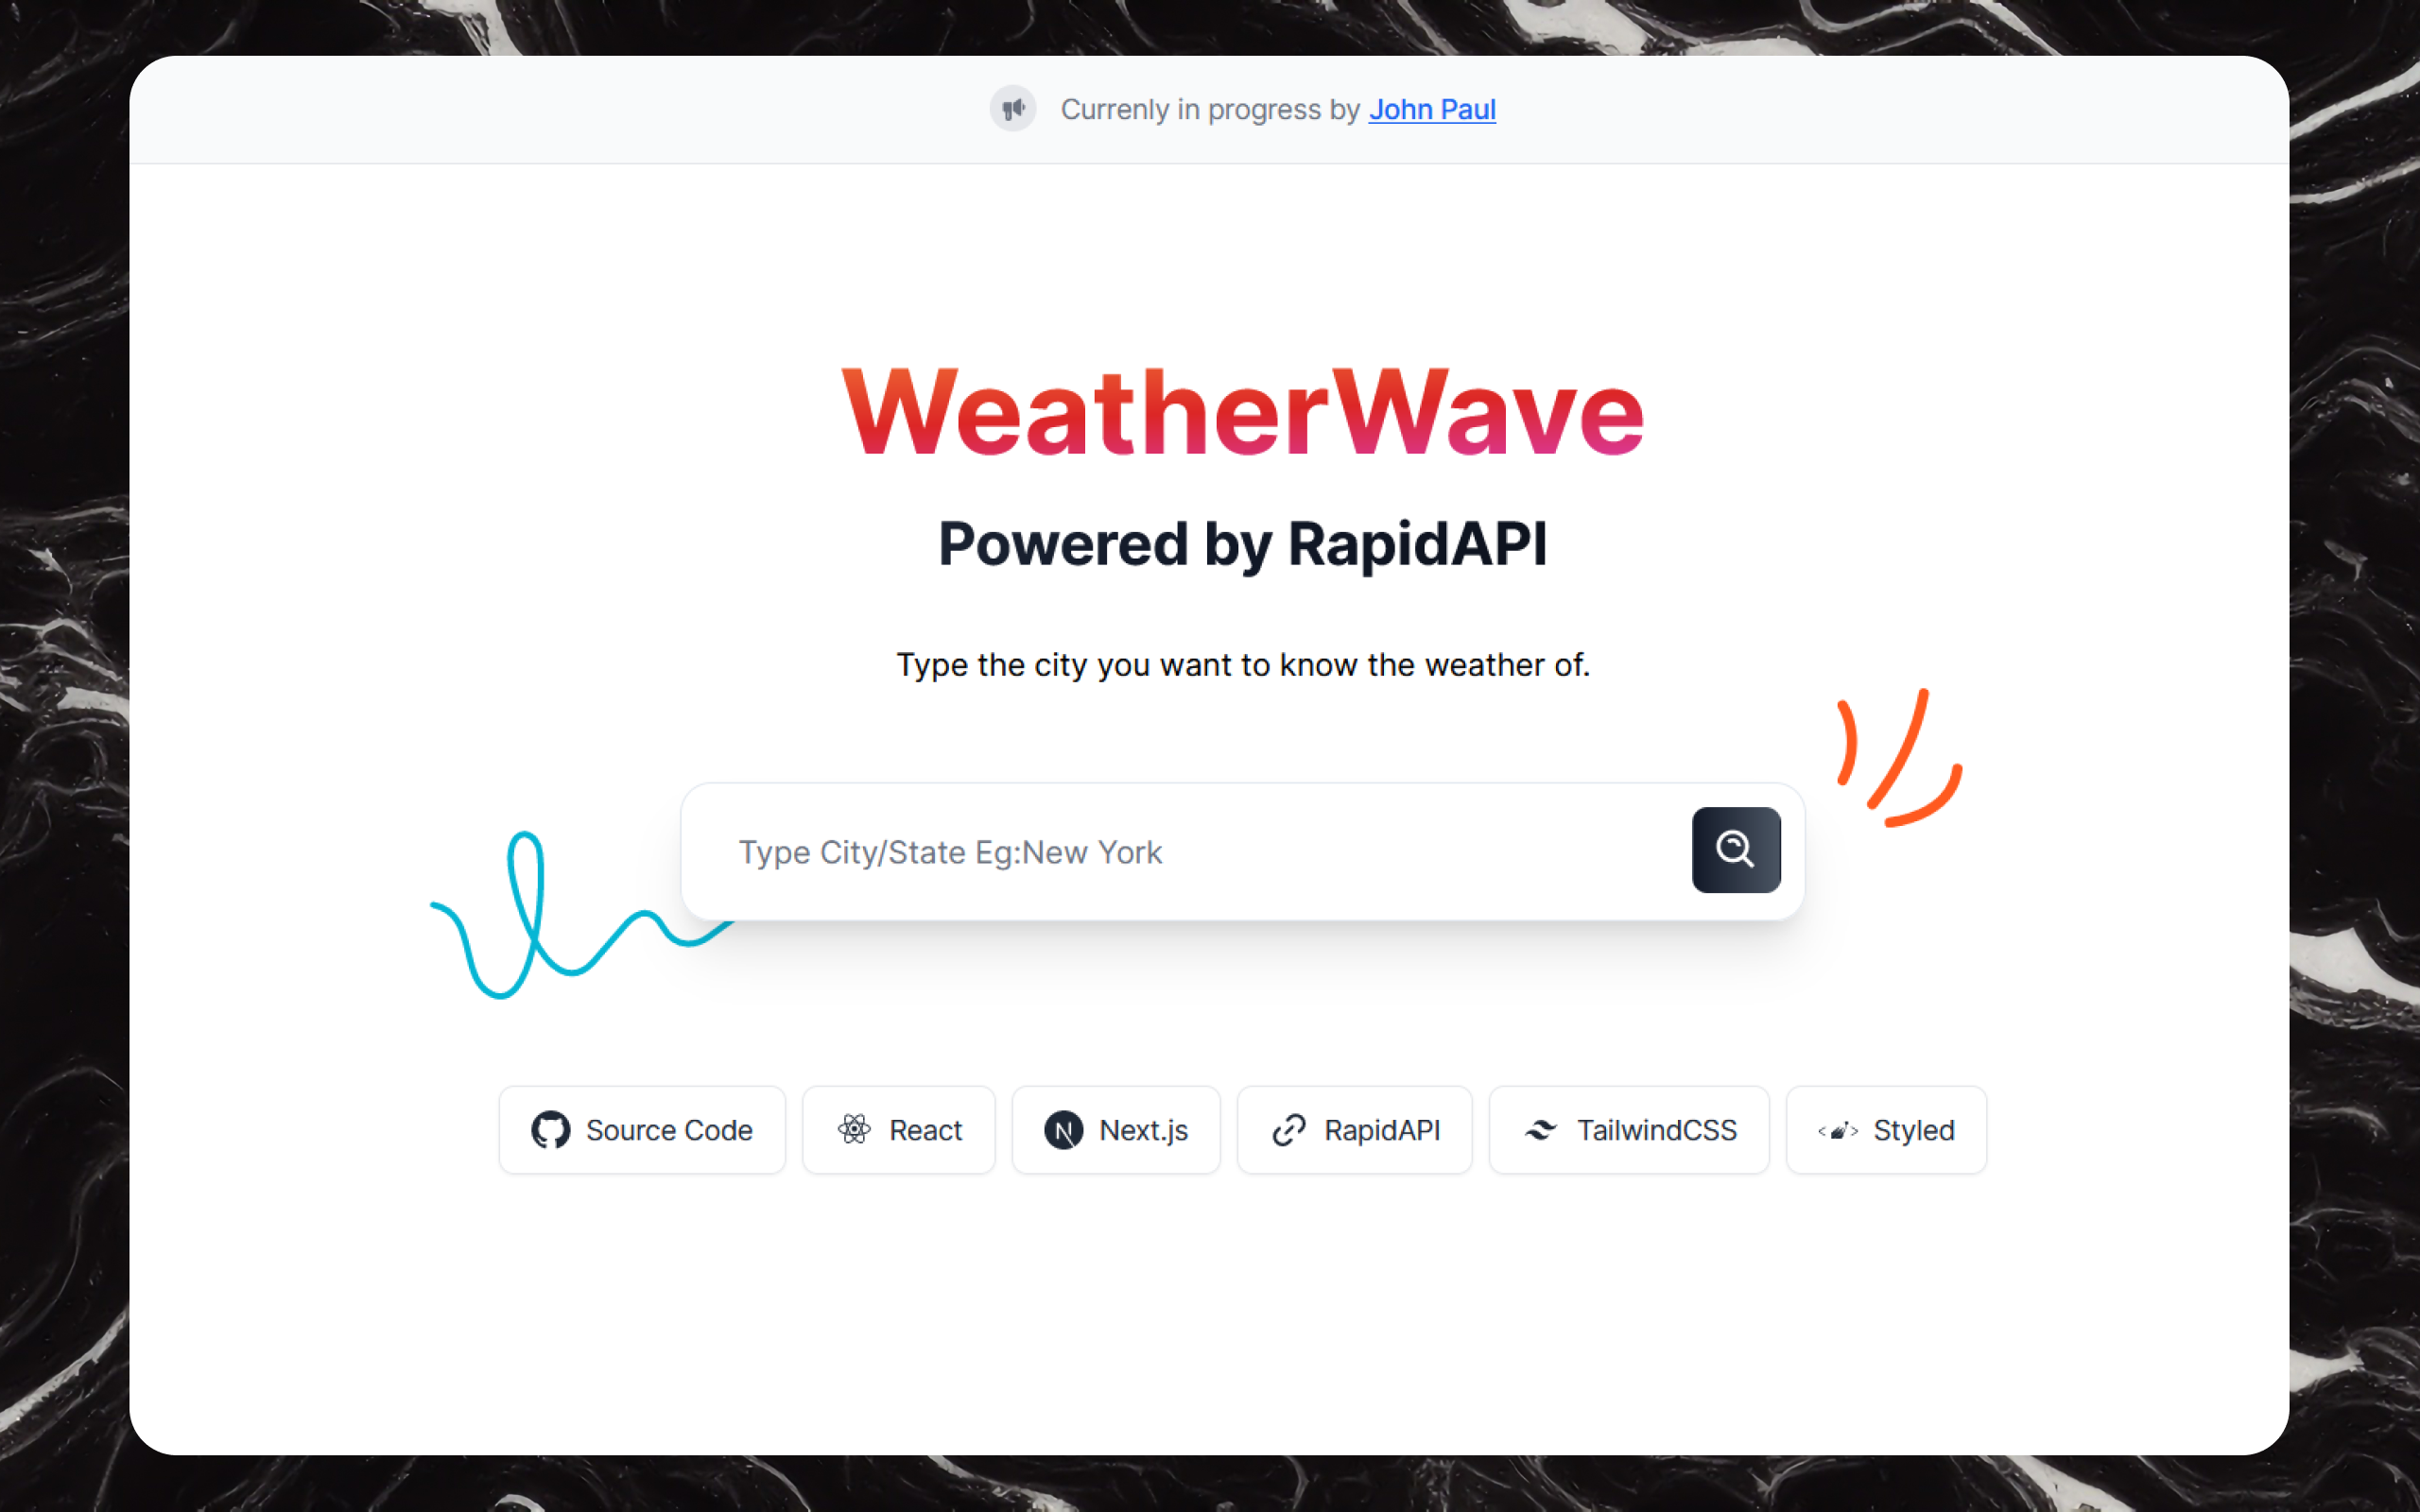 Currenly in progress by John Paul
WeatherWave
Powered by RapidAPI
Type the city you want to know the weather of.
Type City/State Eg:New York
Source Code
React
Next.js
RapidAPI
TailwindCSS
Styled